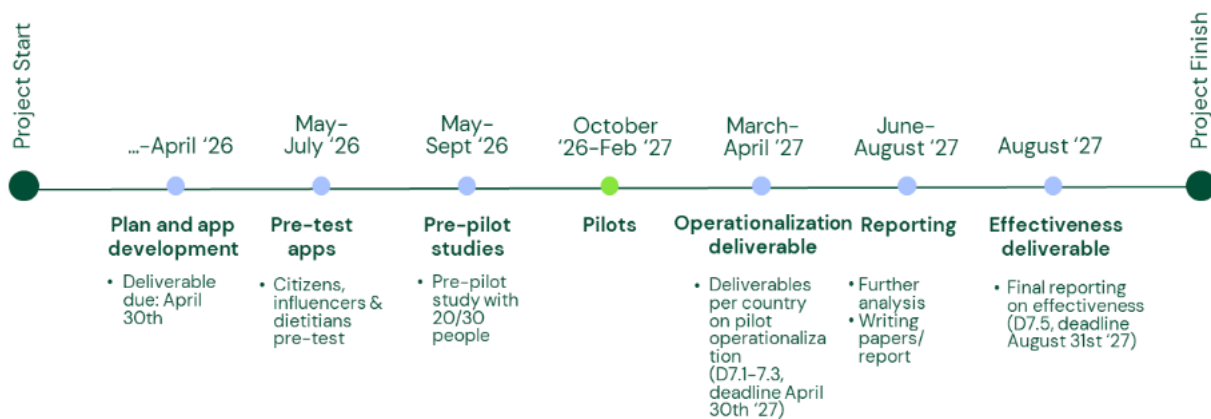 Project Start
...-April ‘26
Plan and app
development
• Deliverable
due: April
30th
May-
July ‘26
Pre-test
apps
• Citizens,
influencers &
dietitians
pre-test
May-
Sept ‘26
Pre-pilot
studies
• Pre-pilot
study with
20/30
people
October
‘26-Feb ‘27
Pilots
March-
April ‘27
Operationalization
deliverable
• Deliverables
per country
on pilot
operationaliza
tion
(D7.1-7.3,
deadline April
30th ‘27)
June-
August ‘27
Reporting
• Further
analysis
• Writing
papers/
report
August ‘27
Effectiveness
deliverable
• Final reporting
on effectiveness
(D7.5, deadline
August 31st ‘27)
Project Finish